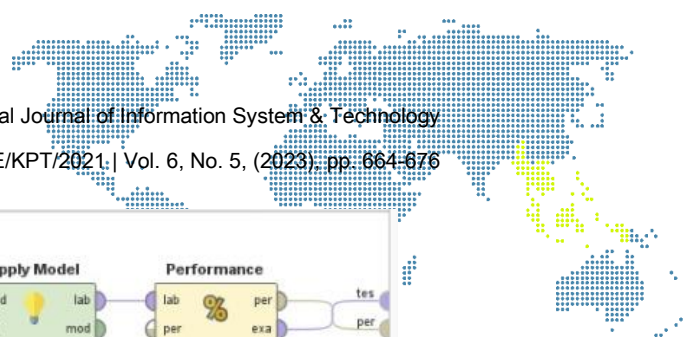 al Journal of Information System & Technology
E/KPT/2021 | Vol. 6, No. 5, (2023), pp. 664-676
pply Model
Performance
lab
mod
lab
per
%
per
exa
tes
per